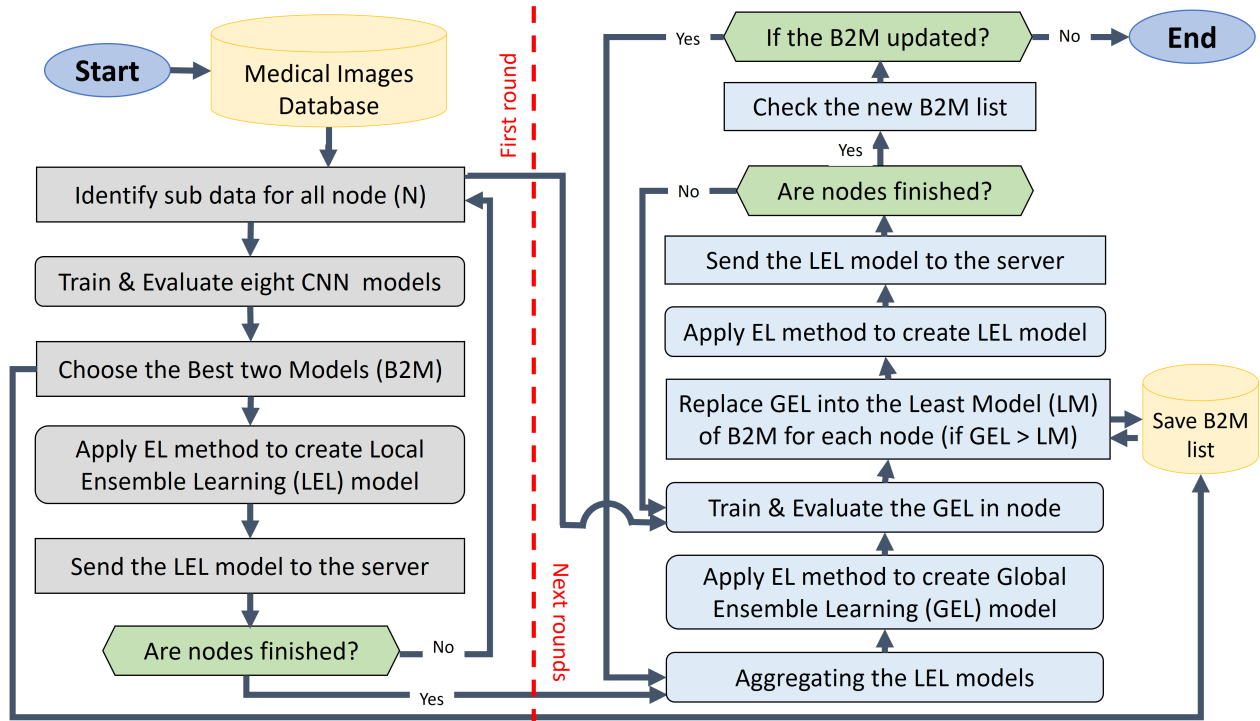 Start
Medical Images
Database
Identify sub data for all node (N)
Train & Evaluate eight CNN models
Choose the Best two Models (B2M)
Apply EL method to create Local
Ensemble Learning (LEL) model
Send the LEL model to the server
Are nodes finished?
No
Yes
First round
Next rounds
If the B2M updated?
Yes
No
End
Check the new B2M list
Yes
Are nodes finished?
No
Send the LEL model to the server
Apply EL method to create LEL model
Replace GEL into the Least Model (LM)
of B2M for each node (if GEL > LM)
Save B2M
list
Train & Evaluate the GEL in node
Apply EL method to create Global
Ensemble Learning (GEL) model
Aggregating the LEL models